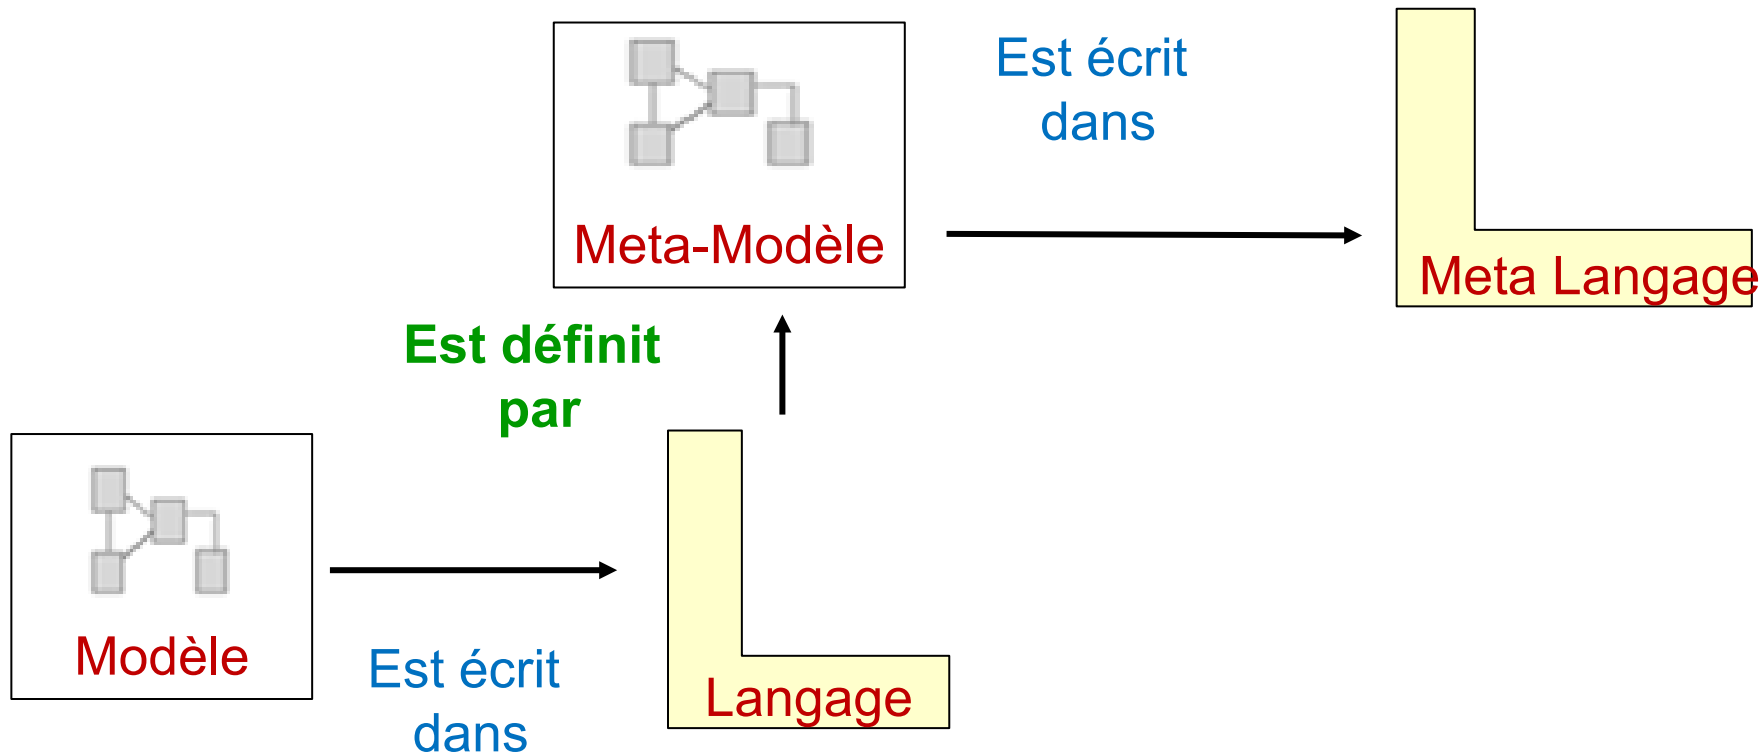 Est écrit
dans
Meta-Modèle
Meta Langage
Est définit
par
Modèle
Est écrit
dans
Langage